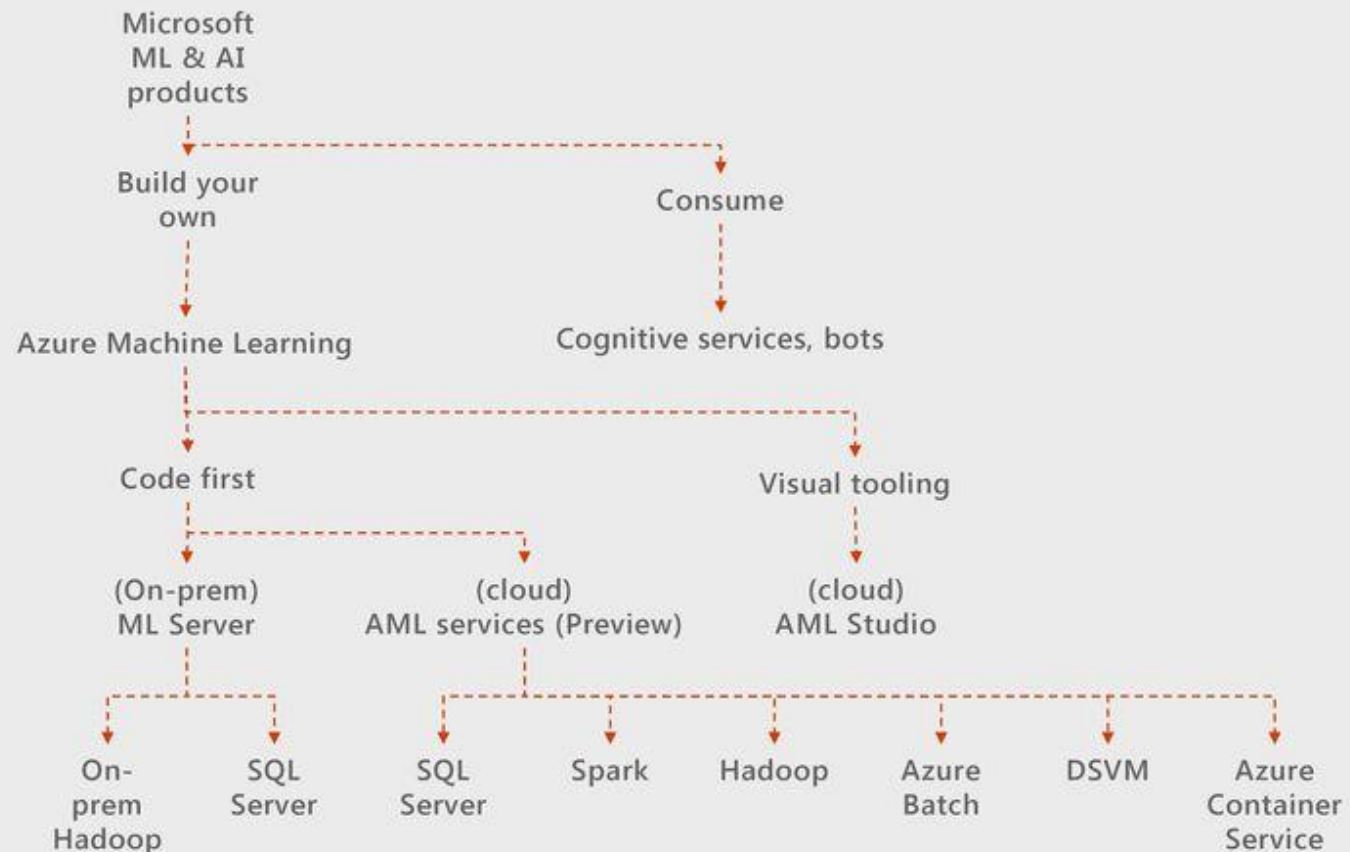 Microsoft
ML & AI
products
Build your
own
Consume
Azure Machine Learning
Cognitive services, bots
Code first
Visual tooling
(On-prem)
ML Server
(cloud)
AML services (Preview)
(cloud)
AML Studio
On-
prem
Hadoop
SQL
Server
SQL
Server
Spark
Hadoop
Azure
Batch
DSVM
Azure
Container
Service